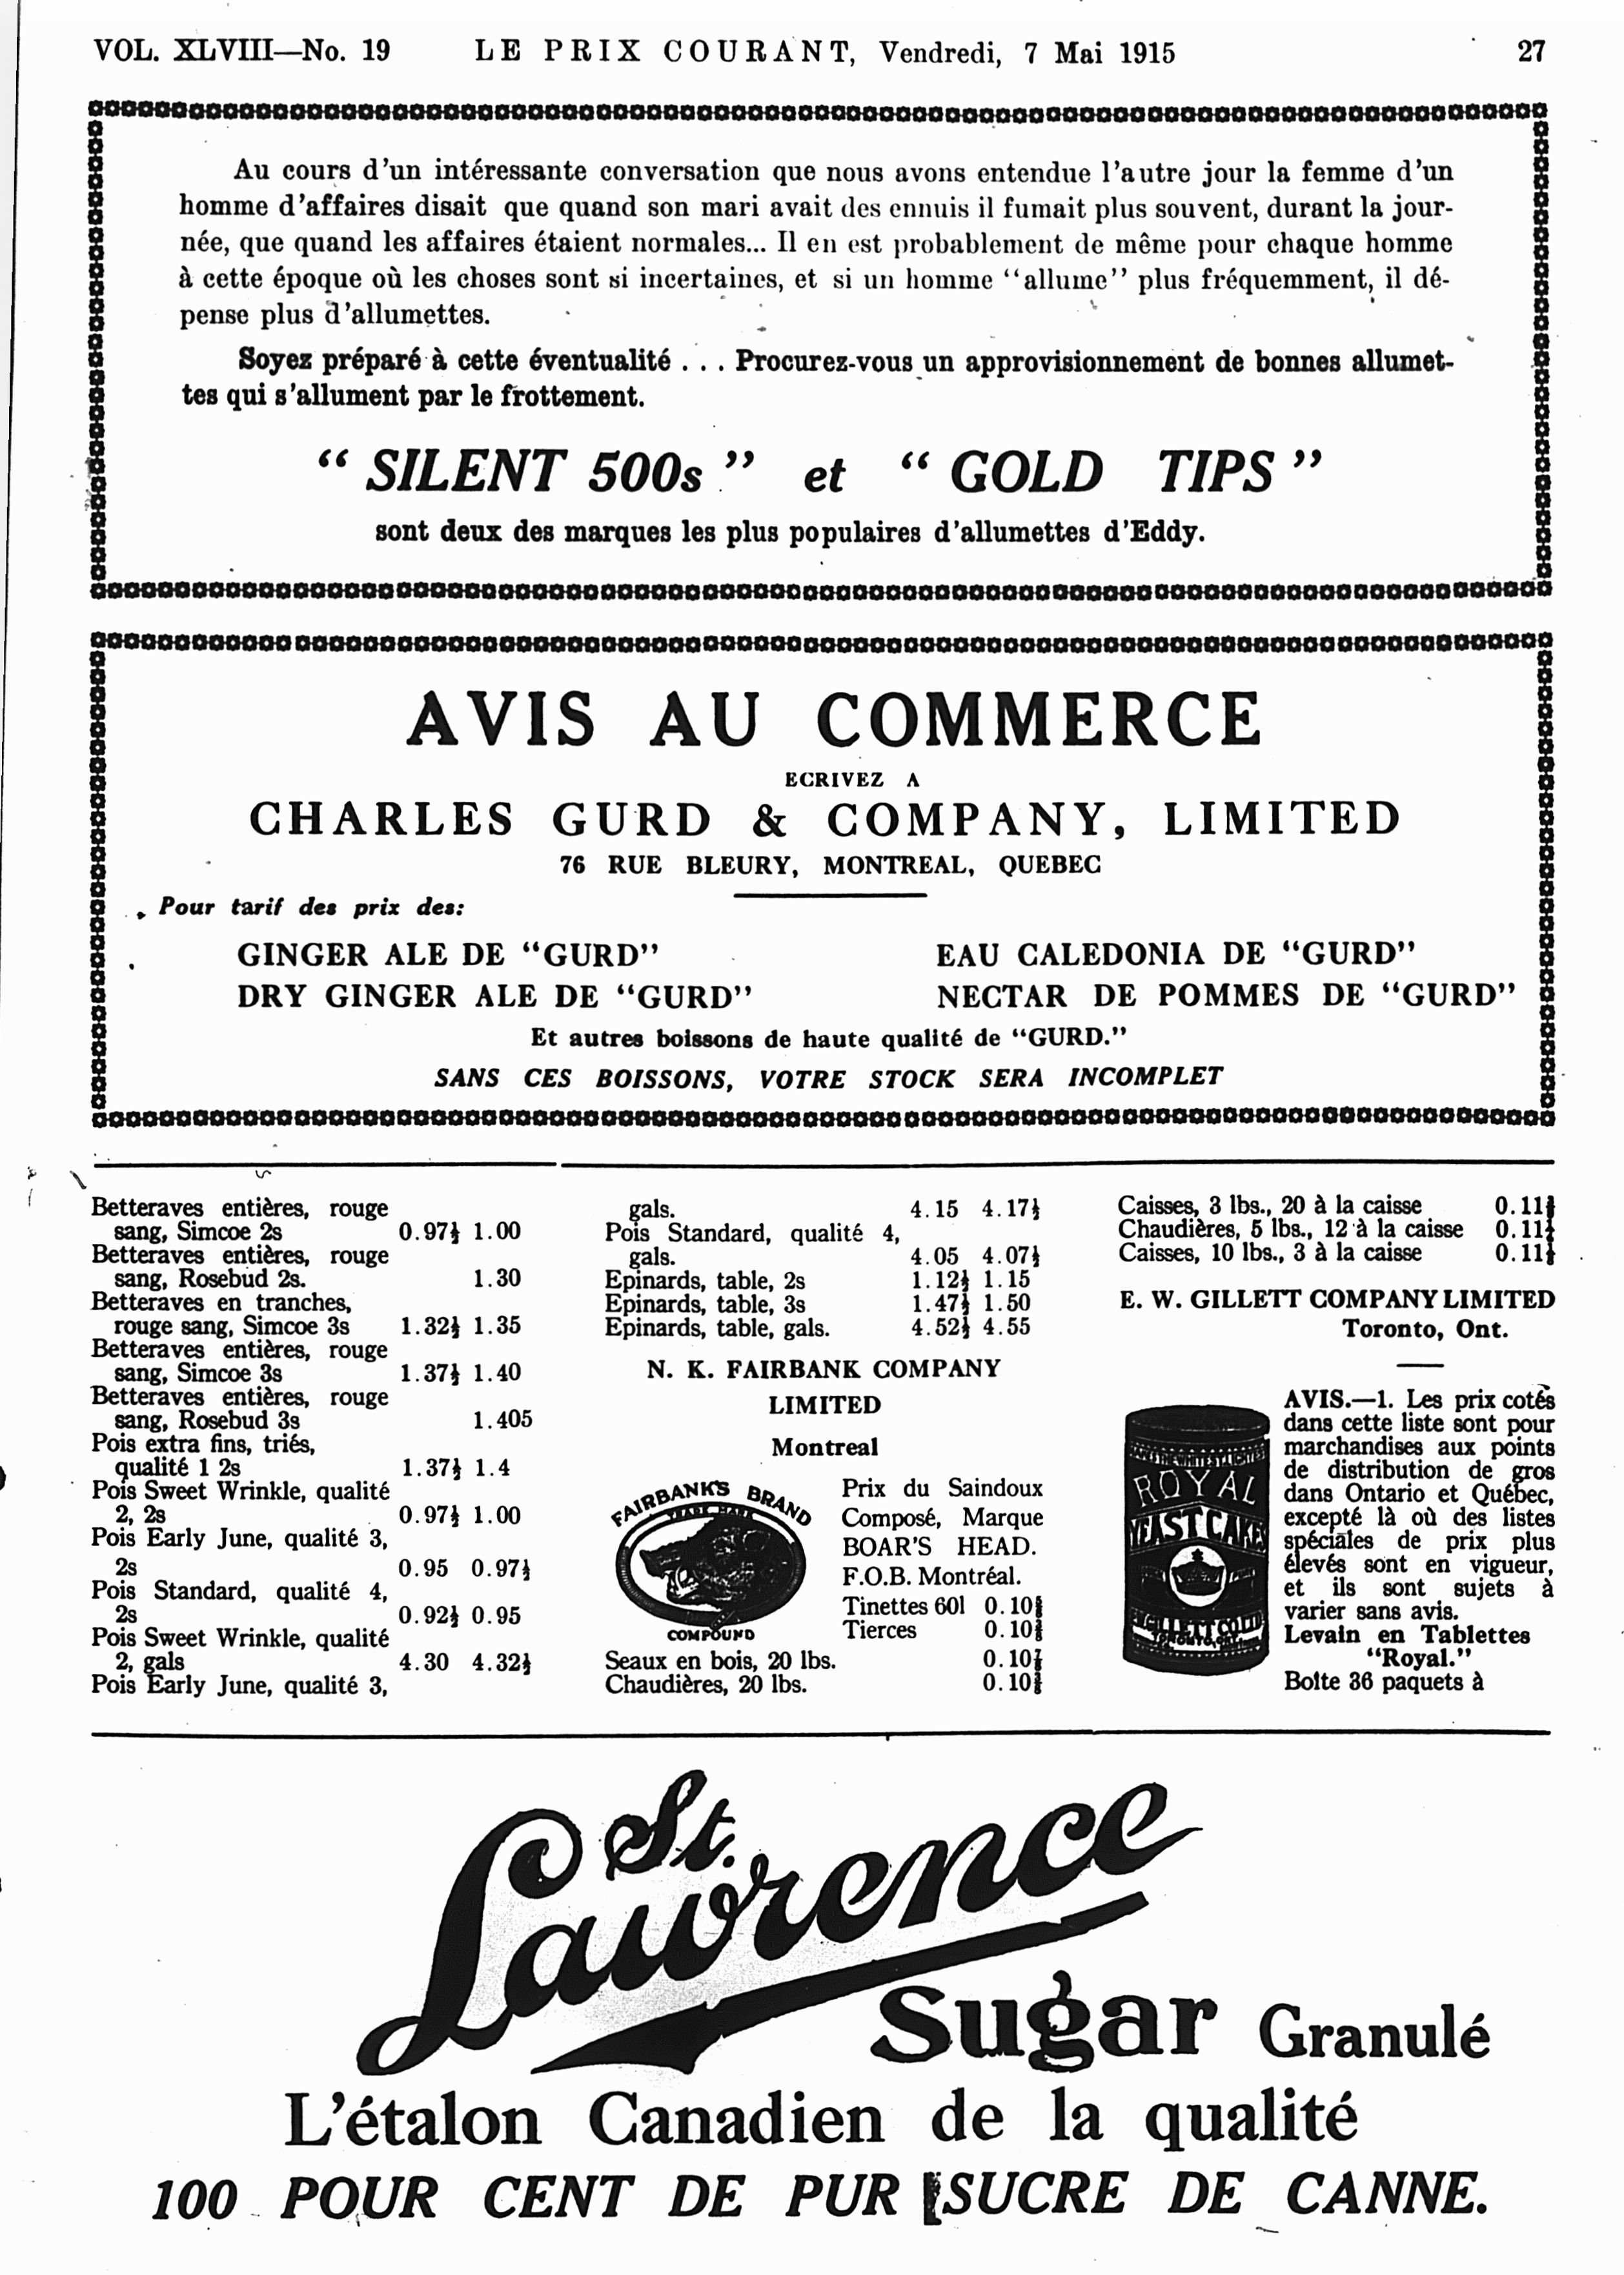 VOL. XLVIII—No. 19 LE PRIX COURANT, Vendredi, 7 Mai 1915 27
Au cours d'un intéressante conversation que nous avons entendue l'autre jour la femme d'un
homme d'affaires disait que quand son mari avait des ennuis il fumait plus souvent, durant la jour-
née, que quand les affaires étaient normales... Il en est probablement de même pour chaque homme
à cette époque où les choses sont si incertaines, et si un homme "allume" plus fréquemment, il dé-
pense plus d'allumettes.
Soyez préparé à cette éventualité . . . Procurez-vous un approvisionnement de bonnes allumet-
tes qui s'allument par le frottement.
"SILENT 500s" et "GOLD TIPS"
sont deux des marques les plus populaires d'allumettes d'Eddy.
AVIS AU COMMERCE
ECRIVEZ A
CHARLES GURD & COMPANY, LIMITED
76 RUE BLEURY, MONTREAL, QUEBEC
Pour tarif des prix des:
GINGER ALE DE "GURD"
DRY GINGER ALE DE "GURD"
EAU CALEDONIA DE "GURD"
NECTAR DE POMMES DE "GURD"
Et autres boissons de haute qualité de "GURD."
SANS CES BOISSONS, VOTRE STOCK SERA INCOMPLET
Betteraves entières, rouge
sang, Simcoe 2s 0.97½ 1.00
Betteraves entières, rouge
sang, Rosebud 2s. 1.30
Betteraves en tranches,
rouge sang, Simcoe 3s 1.32½ 1.35
Betteraves entières, rouge
sang, Simcoe 3s 1.37½ 1.40
Betteraves entières, rouge
sang, Rosebud 3s 1.405
Pois extra fins, triés,
qualité 1 2s 1.37½ 1.4
Pois Sweet Wrinkle, qualité
2, 2s 0.97½ 1.00
Pois Early June, qualité 3,
2s 0.95 0.97½
Pois Standard, qualité 4,
2s 0.92½ 0.95
Pois Sweet Wrinkle, qualité
2, gals 4.30 4.32½
Pois Early June, qualité 3,
gals. 4.15 4.17½
Pois Standard, qualité 4,
gals. 4.05 4.07½
Epinards, table, 2s 1.12½ 1.15
Epinards, table, 3s 1.47½ 1.50
Epinards, table, gals. 4.52½ 4.55
N. K. FAIRBANK COMPANY
LIMITED
Montreal
FAIRBANK'S BRAND
TRADE MARK
COMPOUND
Prix du Saindoux
Composé, Marque
BOAR'S HEAD.
F.O.B. Montréal.
Tinettes 60l
Tierces
Seaux en bois, 20 lbs.
Chaudières, 20 lbs.
Caisses, 3 lbs., 20 à la caisse
Chaudières, 5 lbs., 12 à la caisse
Caisses, 10 lbs., 3 à la caisse
E. W. GILLETT COMPANY LIMITED
Toronto, Ont.
ROYAL
YEAST CAKES
E.W. GILLETT CO. LTD.
AVIS.—1. Les prix cotés
dans cette liste sont pour
marchandises aux points
de distribution de gros
dans Ontario et Québec,
excepté là où des listes
spéciales de prix plus
élevés sont en vigueur,
et ils sont sujets à
varier sans avis.
Levain en Tablettes
"Royal."
Boîte 36 paquets à
St.
Lawrence
Sugar Granulé
L'étalon Canadien de la qualité
100 POUR CENT DE PUR SUCRE DE CANNE.